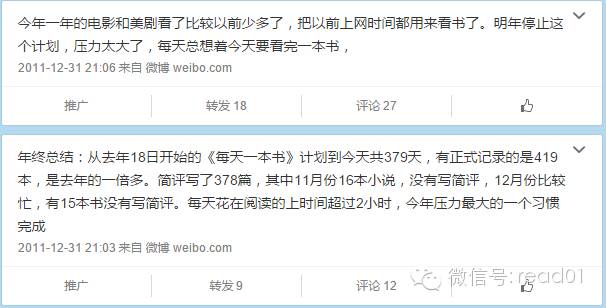 今年一年的电影和美剧看了比较以前少多了，把以前上网时间都用来看书了。明年停止这
个计划，压力太大了，每天总想着今天要看完一本书，
2011-12-31 21:06 来自 微博 weibo.com
推广 转发 18 评论 27
年终总结：从去年18日开始的《每天一本书》计划到今天共379天，有正式记录的是419
本，是去年的一倍多。简评写了378篇，其中11月份16本小说，没有写简评，12月份比较
忙，有15本书没有写简评。每天花在阅读的上时间超过2小时，今年压力最大的一个习惯
完成
2011-12-31 21:03 来自 微博 weibo.com
推广 转发 9 评论 12
微信号:read01